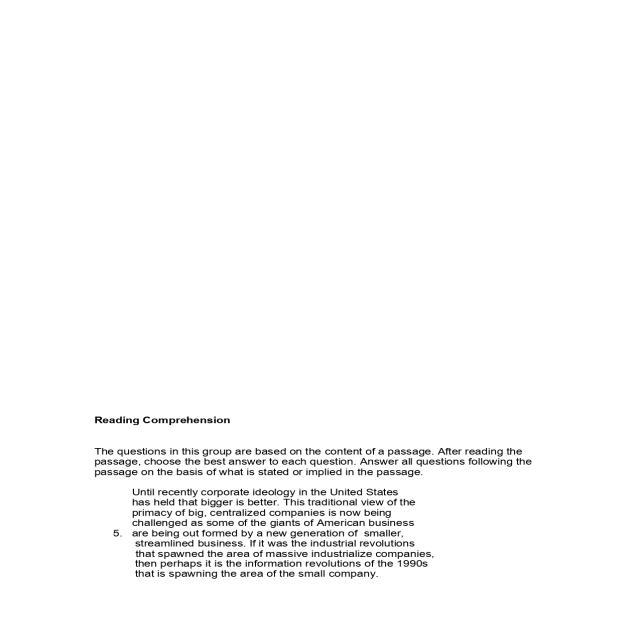 Reading Comprehension
The questions in this group are based on the content of a passage. After reading the
passage, choose the best answer to each question. Answer all questions following the
passage on the basis of what is stated or implied in the passage.
Until recently corporate ideology in the United States
has held that bigger is better. This traditional view of the
primacy of big, centralized companies is now being
challenged as some of the giants of American business
5. are being out formed by a new generation of smaller,
streamlined business. If it was the industrial revolutions
that spawned the area of massive industrialize companies,
then perhaps it is the information revolutions of the 1990s
that is spawning the area of the small company.